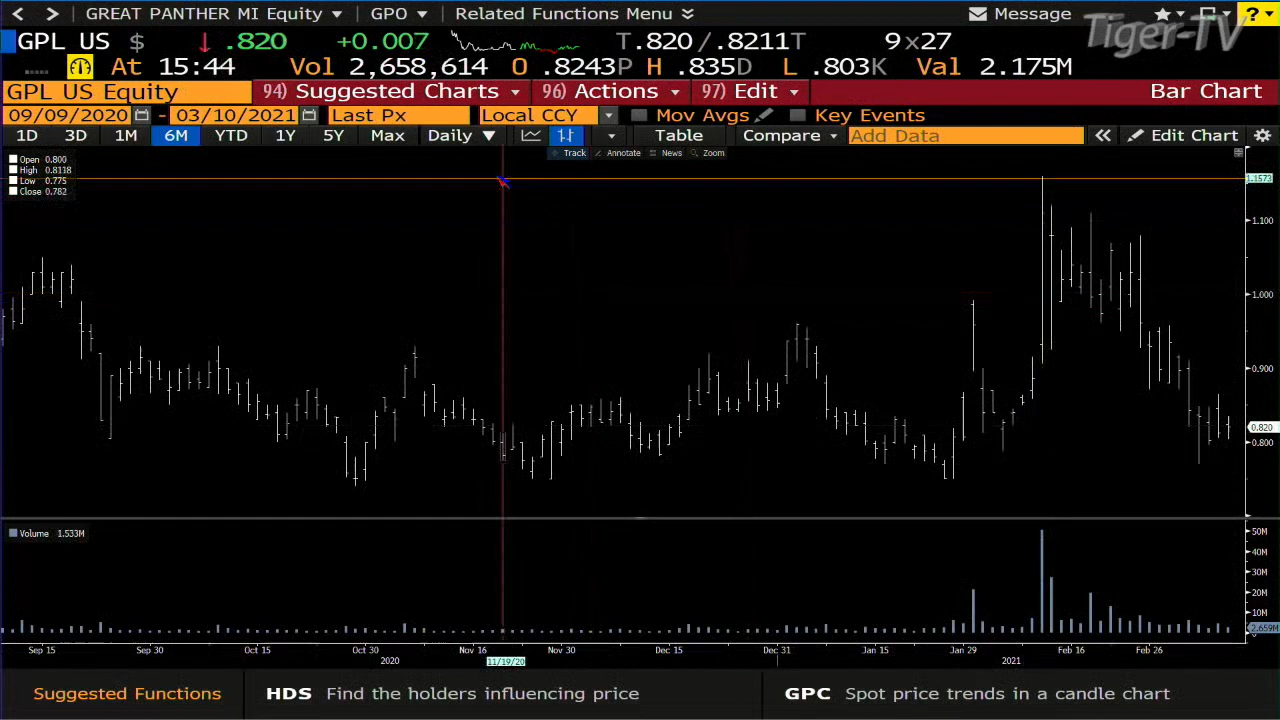 GREAT PANTHER MI Equity GPO Related Functions Menu Message ?
Tiger-TV
GPL US $ .820 +0.007 T.820 /.8211T 9x27
At 15:44 Vol 2,658,614 O .8243P H .835D L .803K Val 2.175M
GPL US Equity 94) Suggested Charts 96) Actions 97) Edit Bar Chart
09/09/2020 - 03/10/2021 Last Px Local CCY Mov Avgs Key Events
1D 3D 1M 6M YTD 1Y 5Y Max Daily Table Compare Add Data Edit Chart
Track Annotate News Zoom
Open 0.800
High 0.8118
Low 0.775
Close 0.782
1.1573
1.100
1.000
0.900
0.820
0.800
Volume 1.533M
50M
40M
30M
20M
10M
2.659M
0
Sep 15 Sep 30 Oct 15 Oct 30 Nov 16 Nov 30 Dec 15 Dec 31 Jan 15 Jan 29 Feb 16 Feb 26
2020 11/19/20 2021
Suggested Functions HDS Find the holders influencing price GPC Spot price trends in a candle chart